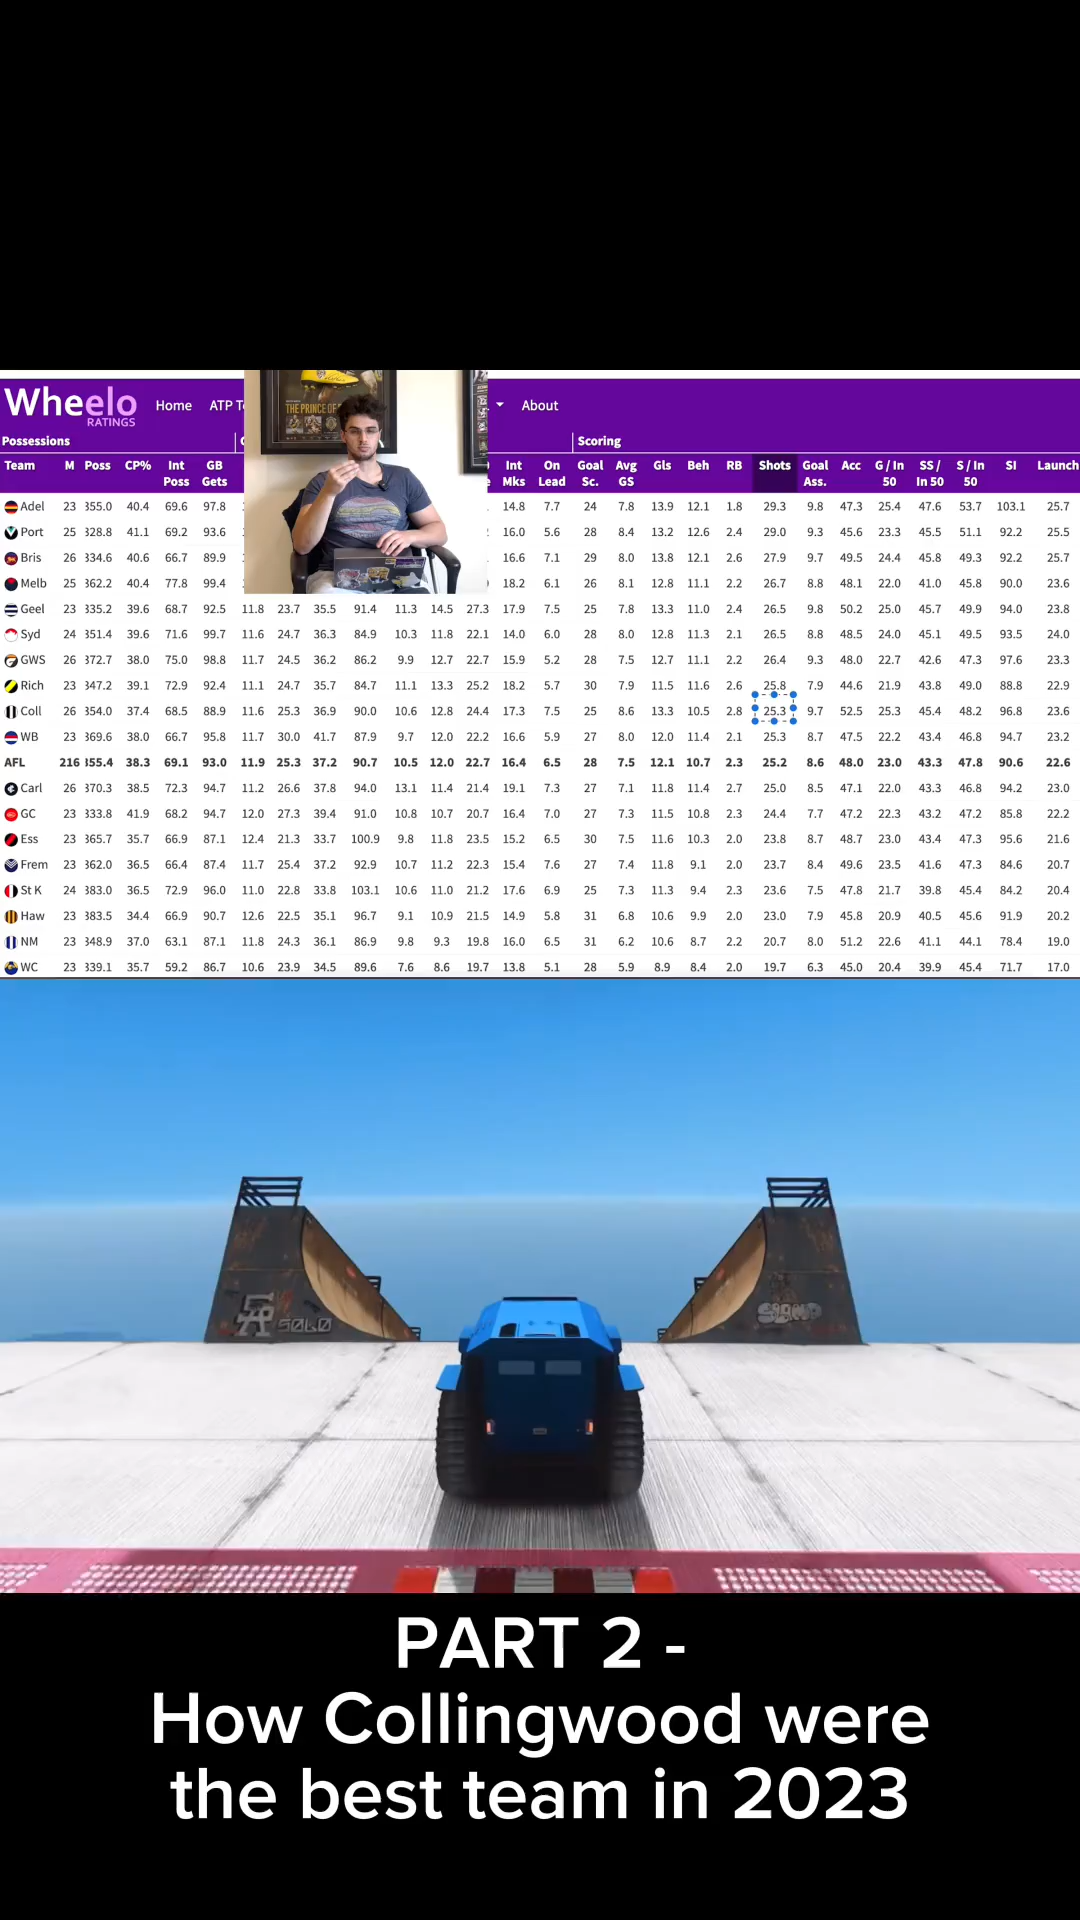 Wheelo
RATINGS
Home ATP T About
Possessions Scoring
Team M Poss CP% Int Poss GB Gets Int Mks On Lead Goal Sc. Avg GS Gls Beh RB Shots Goal Ass. Acc G / In 50 SS / In 50 S / In 50 SI Launch
THE PRINCE OF
Adel 23 355.0 40.4 69.6 97.8 14.8 7.7 24 7.8 13.9 12.1 1.8 29.3 9.8 47.3 25.4 47.6 53.7 103.1 25.7
Port 25 328.8 41.1 69.2 93.6 16.0 5.6 28 8.4 13.2 12.6 2.4 29.0 9.3 45.6 23.3 45.5 51.1 92.2 25.5
Bris 26 334.6 40.6 66.7 89.9 16.6 7.1 29 8.0 13.8 12.1 2.6 27.9 9.7 49.5 24.4 45.8 49.3 92.2 25.7
Melb 25 362.2 40.4 77.8 99.4 18.2 6.1 26 8.1 12.8 11.1 2.2 26.7 8.8 48.1 22.0 41.0 45.8 90.0 23.6
Geel 23 335.2 39.6 68.7 92.5 11.8 23.7 35.5 91.4 11.3 14.5 27.3 17.9 7.5 25 7.8 13.3 11.0 2.4 26.5 9.8 50.2 25.0 45.7 49.9 94.0 23.8
Syd 24 351.4 39.6 71.6 99.7 11.6 24.7 36.3 84.9 10.3 11.8 22.1 14.0 6.0 28 8.0 12.8 11.3 2.1 26.5 8.8 48.5 24.0 45.1 49.5 93.5 24.0
GWS 26 372.7 38.0 75.0 98.8 11.7 24.5 36.2 86.2 9.9 12.7 22.7 15.9 5.2 28 7.5 12.7 11.1 2.2 26.4 9.3 48.0 22.7 42.6 47.3 97.6 23.3
Rich 23 347.2 39.1 72.9 92.4 11.1 24.7 35.7 84.7 11.1 13.3 25.2 18.2 5.7 30 7.9 11.5 11.6 2.6 25.8 7.9 44.6 21.9 43.8 49.0 88.8 22.9
Coll 26 354.0 37.4 68.5 88.9 11.6 25.3 36.9 90.0 10.6 12.8 24.4 17.3 7.5 25 8.6 13.3 10.5 2.8 25.3 9.7 52.5 25.3 45.4 48.2 96.8 23.6
WB 23 369.6 38.0 66.7 95.8 11.7 30.0 41.7 87.9 9.7 12.0 22.2 16.6 5.9 27 8.0 12.0 11.4 2.1 25.3 8.7 47.5 22.2 43.4 46.8 94.7 23.2
AFL 216 355.4 38.3 69.1 93.0 11.9 25.3 37.2 90.7 10.5 12.0 22.7 16.4 6.5 28 7.5 12.1 10.7 2.3 25.2 8.6 48.0 23.0 43.3 47.8 90.6 22.6
Carl 26 370.3 38.5 72.3 94.7 11.2 26.6 37.8 94.0 13.1 11.4 21.4 19.1 7.3 27 7.1 11.8 11.4 2.7 25.0 8.5 47.1 22.0 43.3 46.8 94.2 23.0
GC 23 333.8 41.9 68.2 94.7 12.1 27.3 39.4 91.0 10.8 10.7 20.7 16.4 7.0 27 7.3 11.5 10.8 2.3 24.4 7.7 47.2 22.3 43.2 47.2 85.8 22.2
Ess 23 365.7 35.7 66.9 87.1 12.4 21.3 33.7 100.9 9.8 11.8 23.5 15.2 6.5 30 7.5 11.6 10.3 2.0 23.8 8.7 48.7 23.0 43.4 47.3 95.6 21.6
Frem 23 362.0 36.5 66.4 87.4 11.7 25.4 37.2 92.9 10.7 11.2 22.3 15.4 7.6 27 7.4 11.8 9.1 2.0 23.7 8.4 49.6 23.5 41.6 47.3 84.6 20.7
St K 24 383.0 36.5 72.9 96.0 11.0 22.8 33.8 103.1 10.6 11.0 21.2 17.6 6.9 25 7.3 11.3 9.4 2.3 23.6 7.5 47.8 21.7 39.8 45.4 84.2 20.4
Haw 23 383.5 34.4 66.9 90.7 12.6 22.5 35.1 96.7 9.1 10.9 21.5 14.9 5.8 31 6.8 10.6 9.9 2.0 23.0 7.9 45.8 20.9 40.5 45.6 91.9 20.2
NM 23 348.9 37.0 63.1 87.1 11.8 24.3 36.1 86.9 9.8 9.3 19.8 16.0 6.5 31 6.2 10.6 8.7 2.2 20.7 8.0 51.2 22.6 41.1 44.1 78.4 19.0
WC 23 339.1 35.7 59.2 86.7 10.6 23.9 34.5 89.6 7.6 8.6 19.7 13.8 5.1 28 5.9 8.9 8.4 2.0 19.7 6.3 45.0 20.4 39.9 45.4 71.7 17.0
SOLO
PART 2 -
How Collingwood were
the best team in 2023